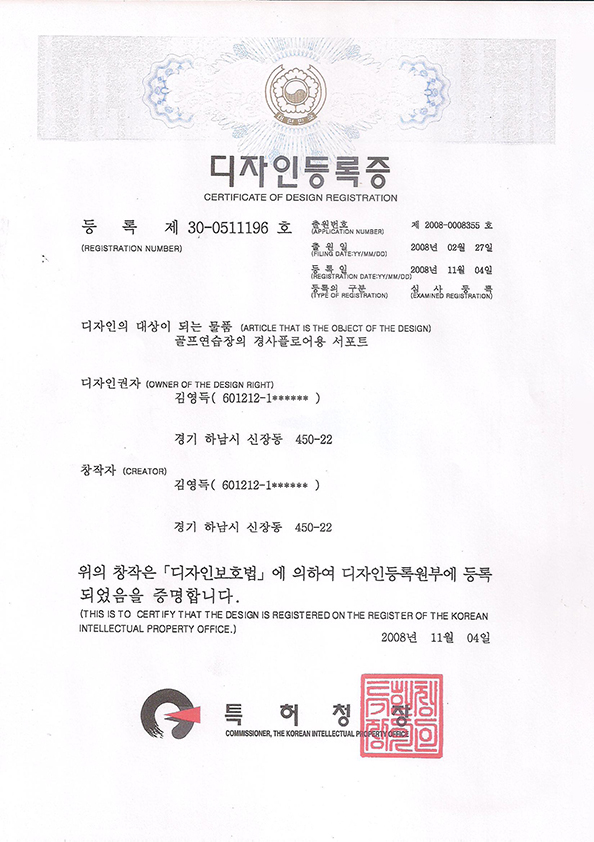 대한민국
디자인등록증
CERTIFICATE OF DESIGN REGISTRATION
등 록 제 30-0511196 호
(REGISTRATION NUMBER)
출원번호 제 2008-0008355 호
(APPLICATION NUMBER)
출 원 일 2008년 02월 27일
(FILING DATE:YY/MM/DD)
등 록 일 2008년 11월 04일
(REGISTRATION DATE:YY/MM/DD)
등록의 구분 심 사 등 록
(TYPE OF REGISTRATION) (EXAMINED REGISTRATION)
디자인의 대상이 되는 물품 (ARTICLE THAT IS THE OBJECT OF THE DESIGN)
골프연습장의 경사플로어용 서포트
디자인권자 (OWNER OF THE DESIGN RIGHT)
김영득( 601212-1****** )
경기 하남시 신장동 450-22
창작자 (CREATOR)
김영득( 601212-1****** )
경기 하남시 신장동 450-22
위의 창작은 「디자인보호법」에 의하여 디자인등록원부에 등록
되었음을 증명합니다.
(THIS IS TO CERTIFY THAT THE DESIGN IS REGISTERED ON THE REGISTER OF THE KOREAN
INTELLECTUAL PROPERTY OFFICE.)
2008년 11월 04일
특 허 청 장
COMMISSIONER, THE KOREAN INTELLECTUAL PROPERTY OFFICE